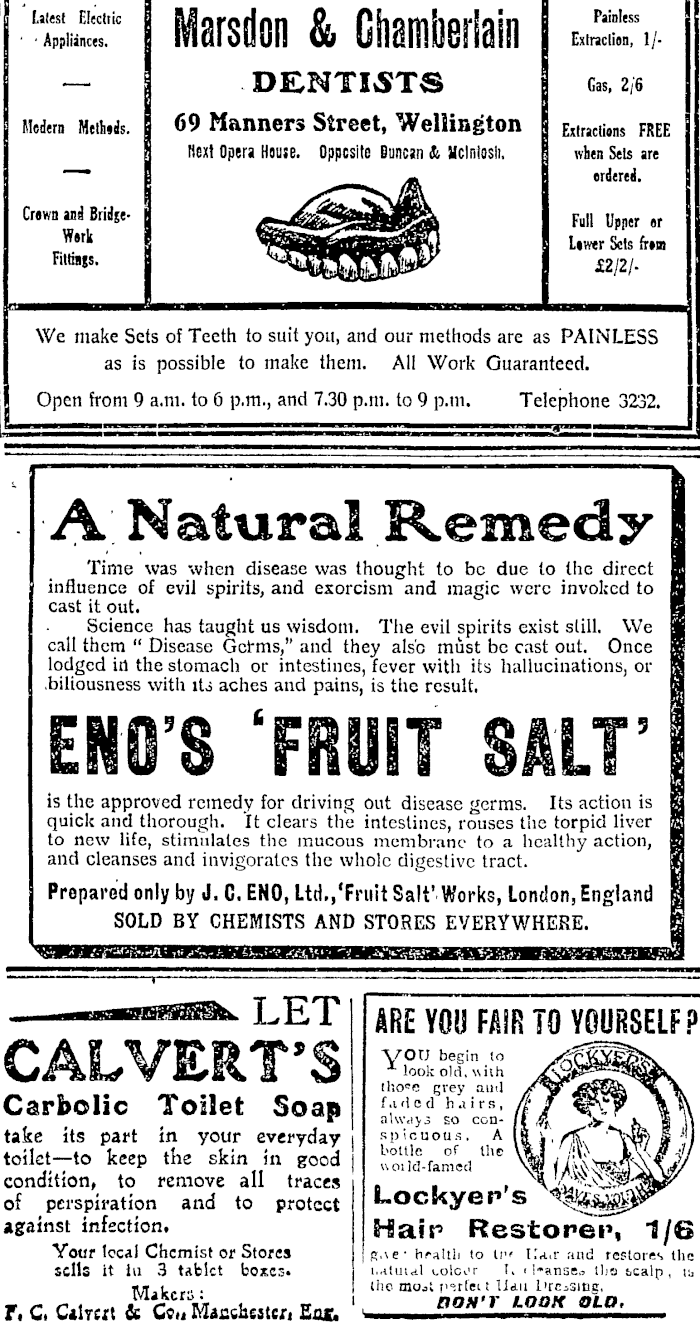 Latest Electric
Appliances.
Modern Methods.
Crown and Bridge-
Work
Fittings.
Marsdon & Chamberlain
DENTISTS
69 Manners Street, Wellington
Next Opera House. Opposite Duncan & McIntosh.
Painless
Extraction, 1/-
Gas, 2/6
Extractions FREE
when Sets are
ordered.
Full Upper or
Lower Sets from
£2/2/-
We make Sets of Teeth to suit you, and our methods are as PAINLESS
as is possible to make them. All Work Guaranteed.
Open from 9 a.m. to 6 p.m., and 7.30 p.m. to 9 p.m. Telephone 3232.
A Natural Remedy
Time was when disease was thought to be due to the direct
influence of evil spirits, and exorcism and magic were invoked to
cast it out.
Science has taught us wisdom. The evil spirits exist still. We
call them "Disease Germs," and they also must be cast out. Once
lodged in the stomach or intestines, fever with its hallucinations, or
biliousness with its aches and pains, is the result.
ENO'S 'FRUIT SALT'
is the approved remedy for driving out disease germs. Its action is
quick and thorough. It clears the intestines, rouses the torpid liver
to new life, stimulates the mucous membrane to a healthy action,
and cleanses and invigorates the whole digestive tract.
Prepared only by J. C. ENO, Ltd., 'Fruit Salt' Works, London, England
SOLD BY CHEMISTS AND STORES EVERYWHERE.
LET
CALVERT'S
Carbolic Toilet Soap
take its part in your everyday
toilet—to keep the skin in good
condition, to remove all traces
of perspiration and to protect
against infection.
Your local Chemist or Stores
sells it in 3 tablet boxes.
Makers:
F. C. Calvert & Co., Manchester, Eng.
ARE YOU FAIR TO YOURSELF?
YOU begin to
look old, with
those grey and
faded hairs,
always so con-
spicuous. A
bottle of the
world-famed
LOCKYER'S
Lockyer's
Hair Restorer, 1/6
gives health to the Hair and restores the
natural colour. It cleanses the scalp, is
the most perfect Hair Dressing.
DON'T LOOK OLD.